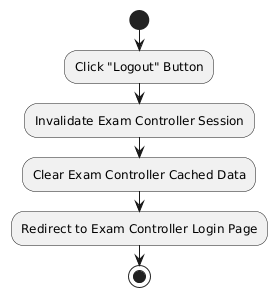 Click "Logout" Button
Invalidate Exam Controller Session
Clear Exam Controller Cached Data
Redirect to Exam Controller Login Page